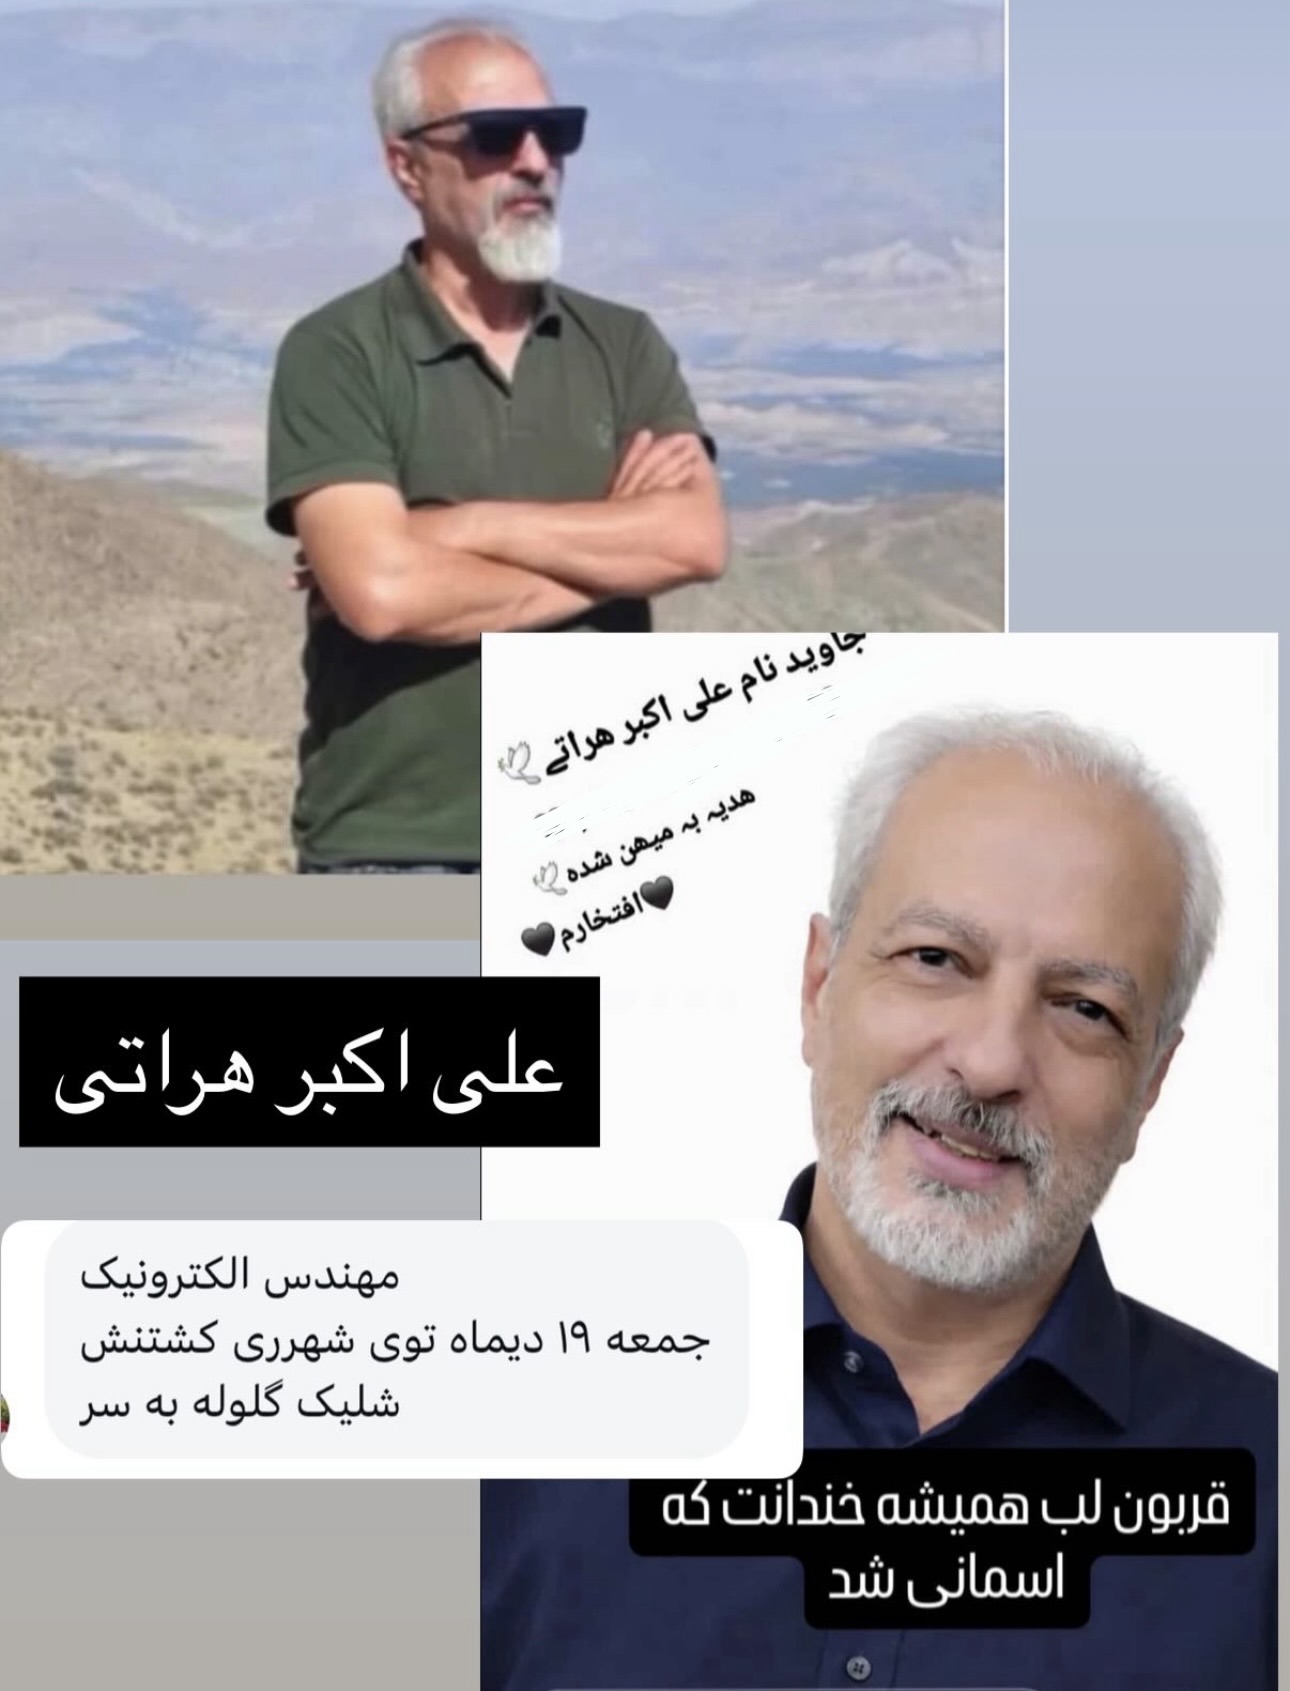 جاوید نام علی اکبر هراتے🕊
هدیه به میهن شده🕊
🖤افتخارم🖤
علی اکبر هراتی
مهندس الکترونیک
جمعه ۱۹ دیماه توی شهرری کشتنش
شلیک گلوله به سر
قربون لب همیشه خندانت که
اسمانی شد